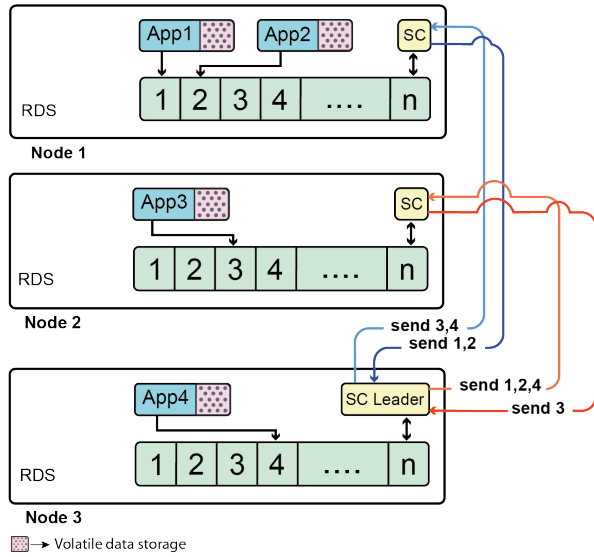 App1 App2 SC
1 2 3 4 .... n
RDS
Node 1
App3 SC
1 2 3 4 .... n
RDS
Node 2
send 3,4
send 1,2
App4 SC Leader send 1,2,4
send 3
1 2 3 4 .... n
RDS
Node 3
Volatile data storage